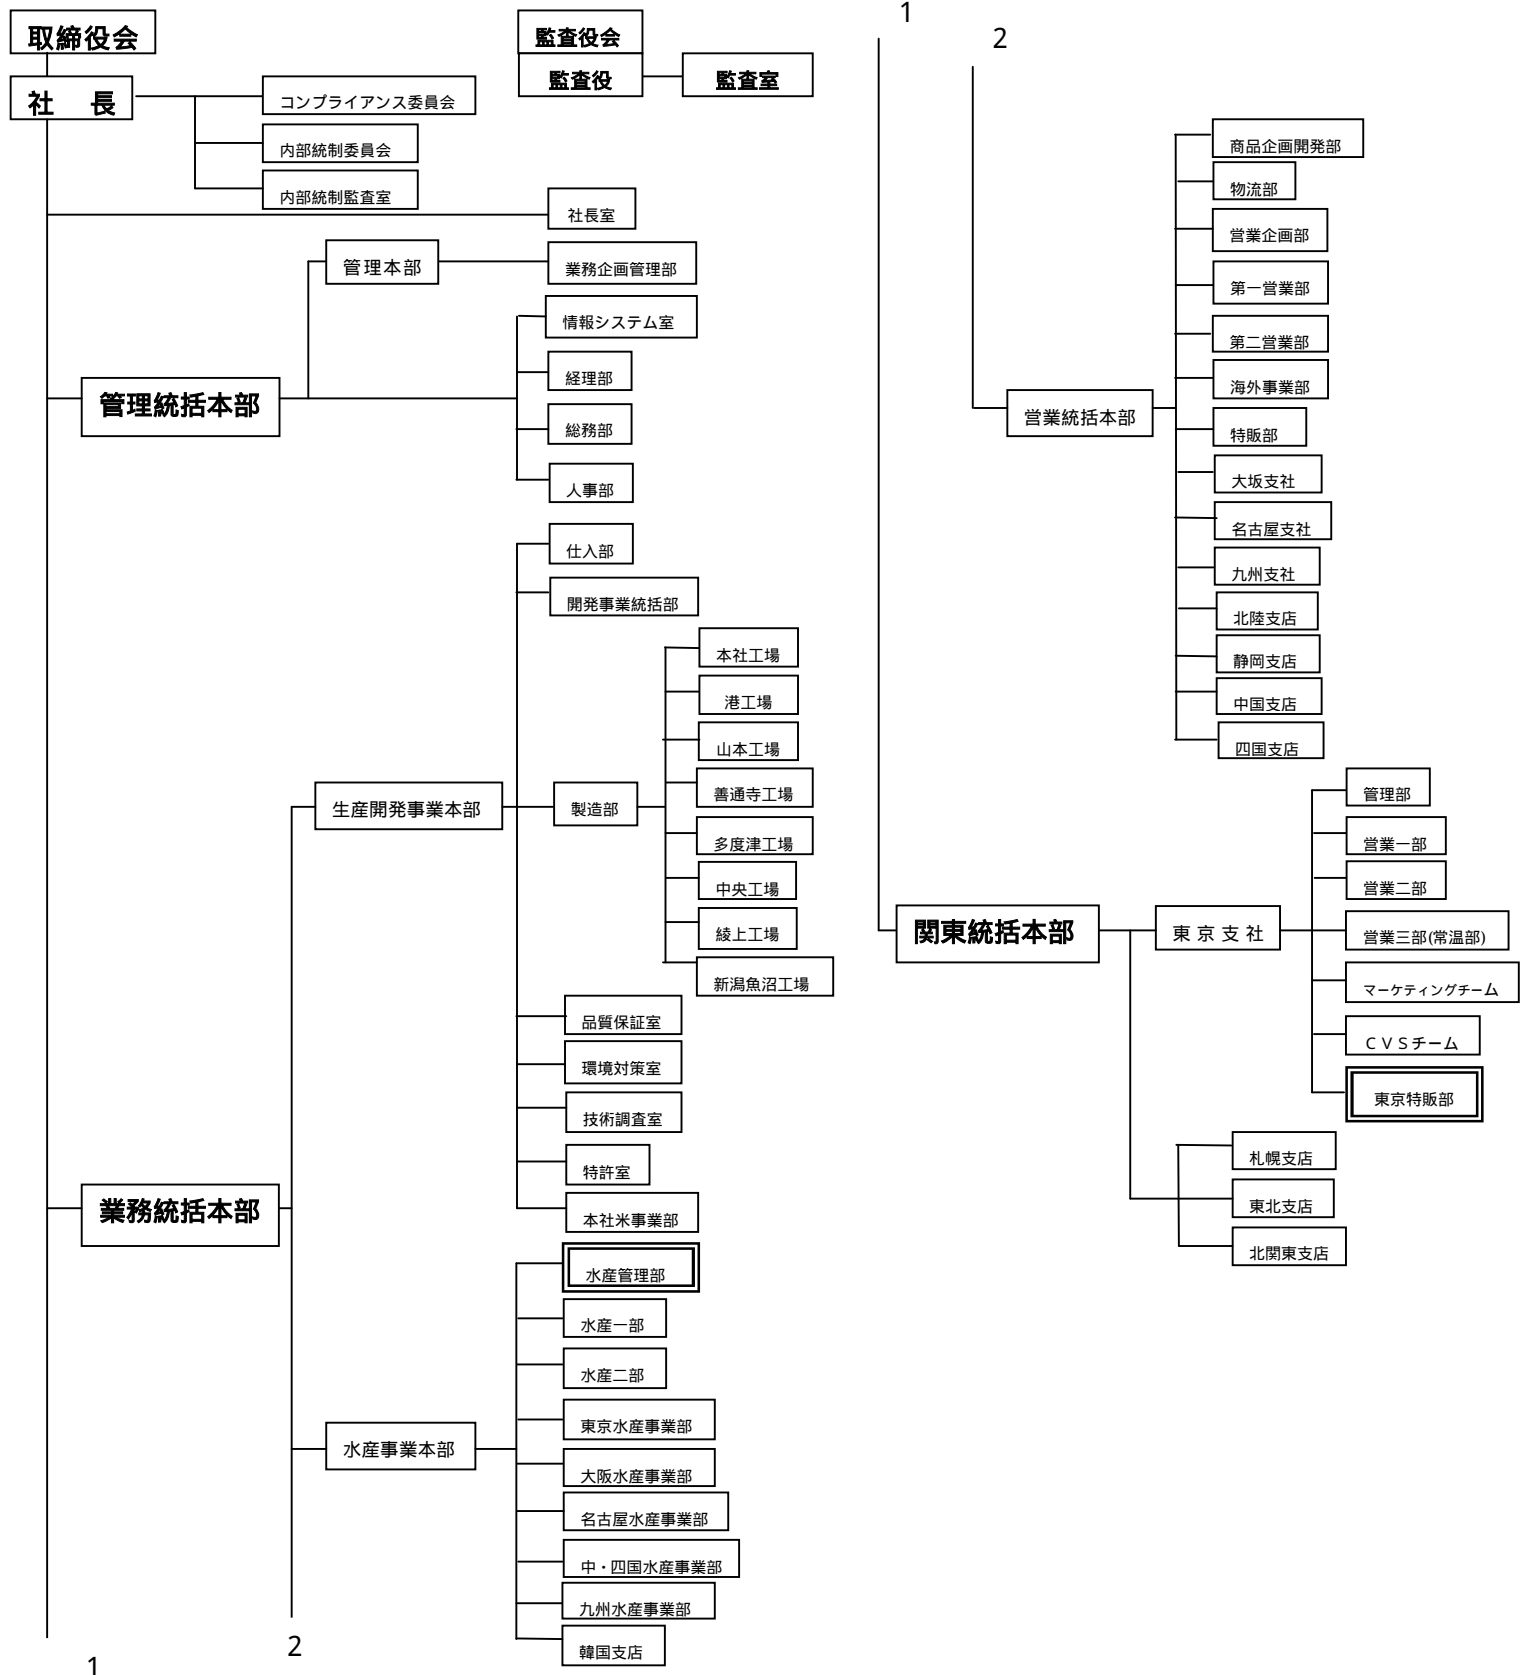 取締役会
社 長
コンプライアンス委員会
内部統制委員会
内部統制監査室
監査役会
監査役
監査室
社長室
管理本部
業務企画管理部
情報システム室
経理部
管理統括本部
総務部
人事部
仕入部
開発事業統括部
本社工場
港工場
山本工場
善通寺工場
生産開発事業本部
製造部
多度津工場
中央工場
綾上工場
新潟魚沼工場
品質保証室
環境対策室
技術調査室
特許室
業務統括本部
本社米事業部
水産管理部
水産一部
水産二部
東京水産事業部
水産事業本部
大阪水産事業部
名古屋水産事業部
中・四国水産事業部
九州水産事業部
韓国支店
2
1
1
2
商品企画開発部
物流部
営業企画部
第一営業部
第二営業部
海外事業部
営業統括本部
特販部
大坂支社
名古屋支社
九州支社
北陸支店
静岡支店
中国支店
四国支店
管理部
営業一部
営業二部
関東統括本部
東京支社
営業三部(常温部)
マーケティングチーム
ＣＶＳチーム
東京特販部
札幌支店
東北支店
北関東支店